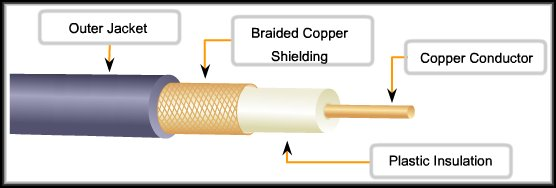 Outer Jacket
Braided Copper
Shielding
Copper Conductor
Plastic Insulation